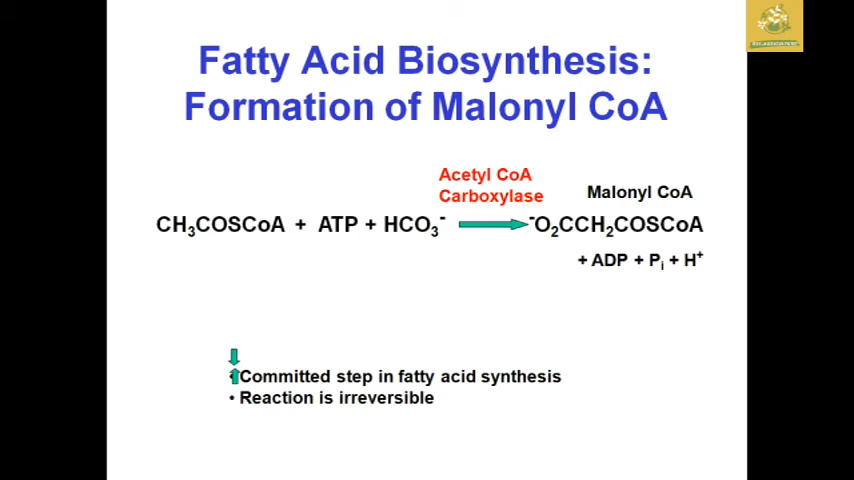 Fatty Acid Biosynthesis:
Formation of Malonyl CoA
Acetyl CoA
Carboxylase
Malonyl CoA
CH₃COSCoA + ATP + HCO₃⁻ ⁻O₂CCH₂COSCoA
+ ADP + Pᵢ + H⁺
• Committed step in fatty acid synthesis
• Reaction is irreversible